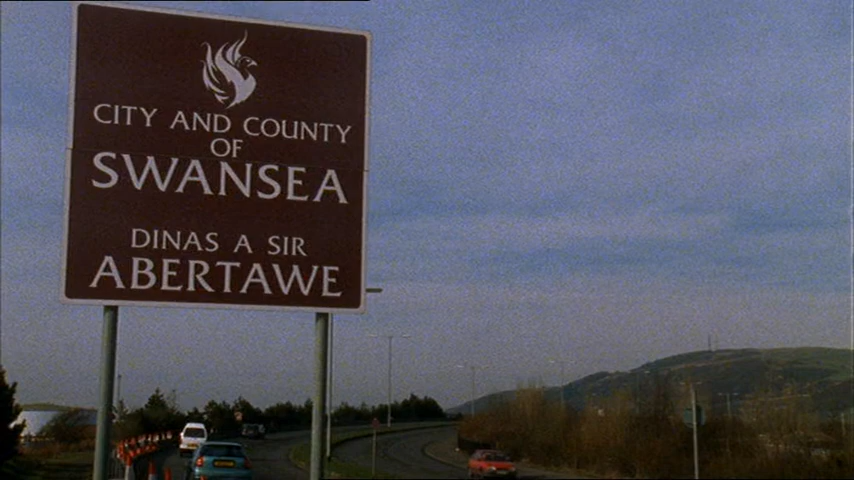 CITY AND COUNTY
OF
SWANSEA
DINAS A SIR
ABERTAWE